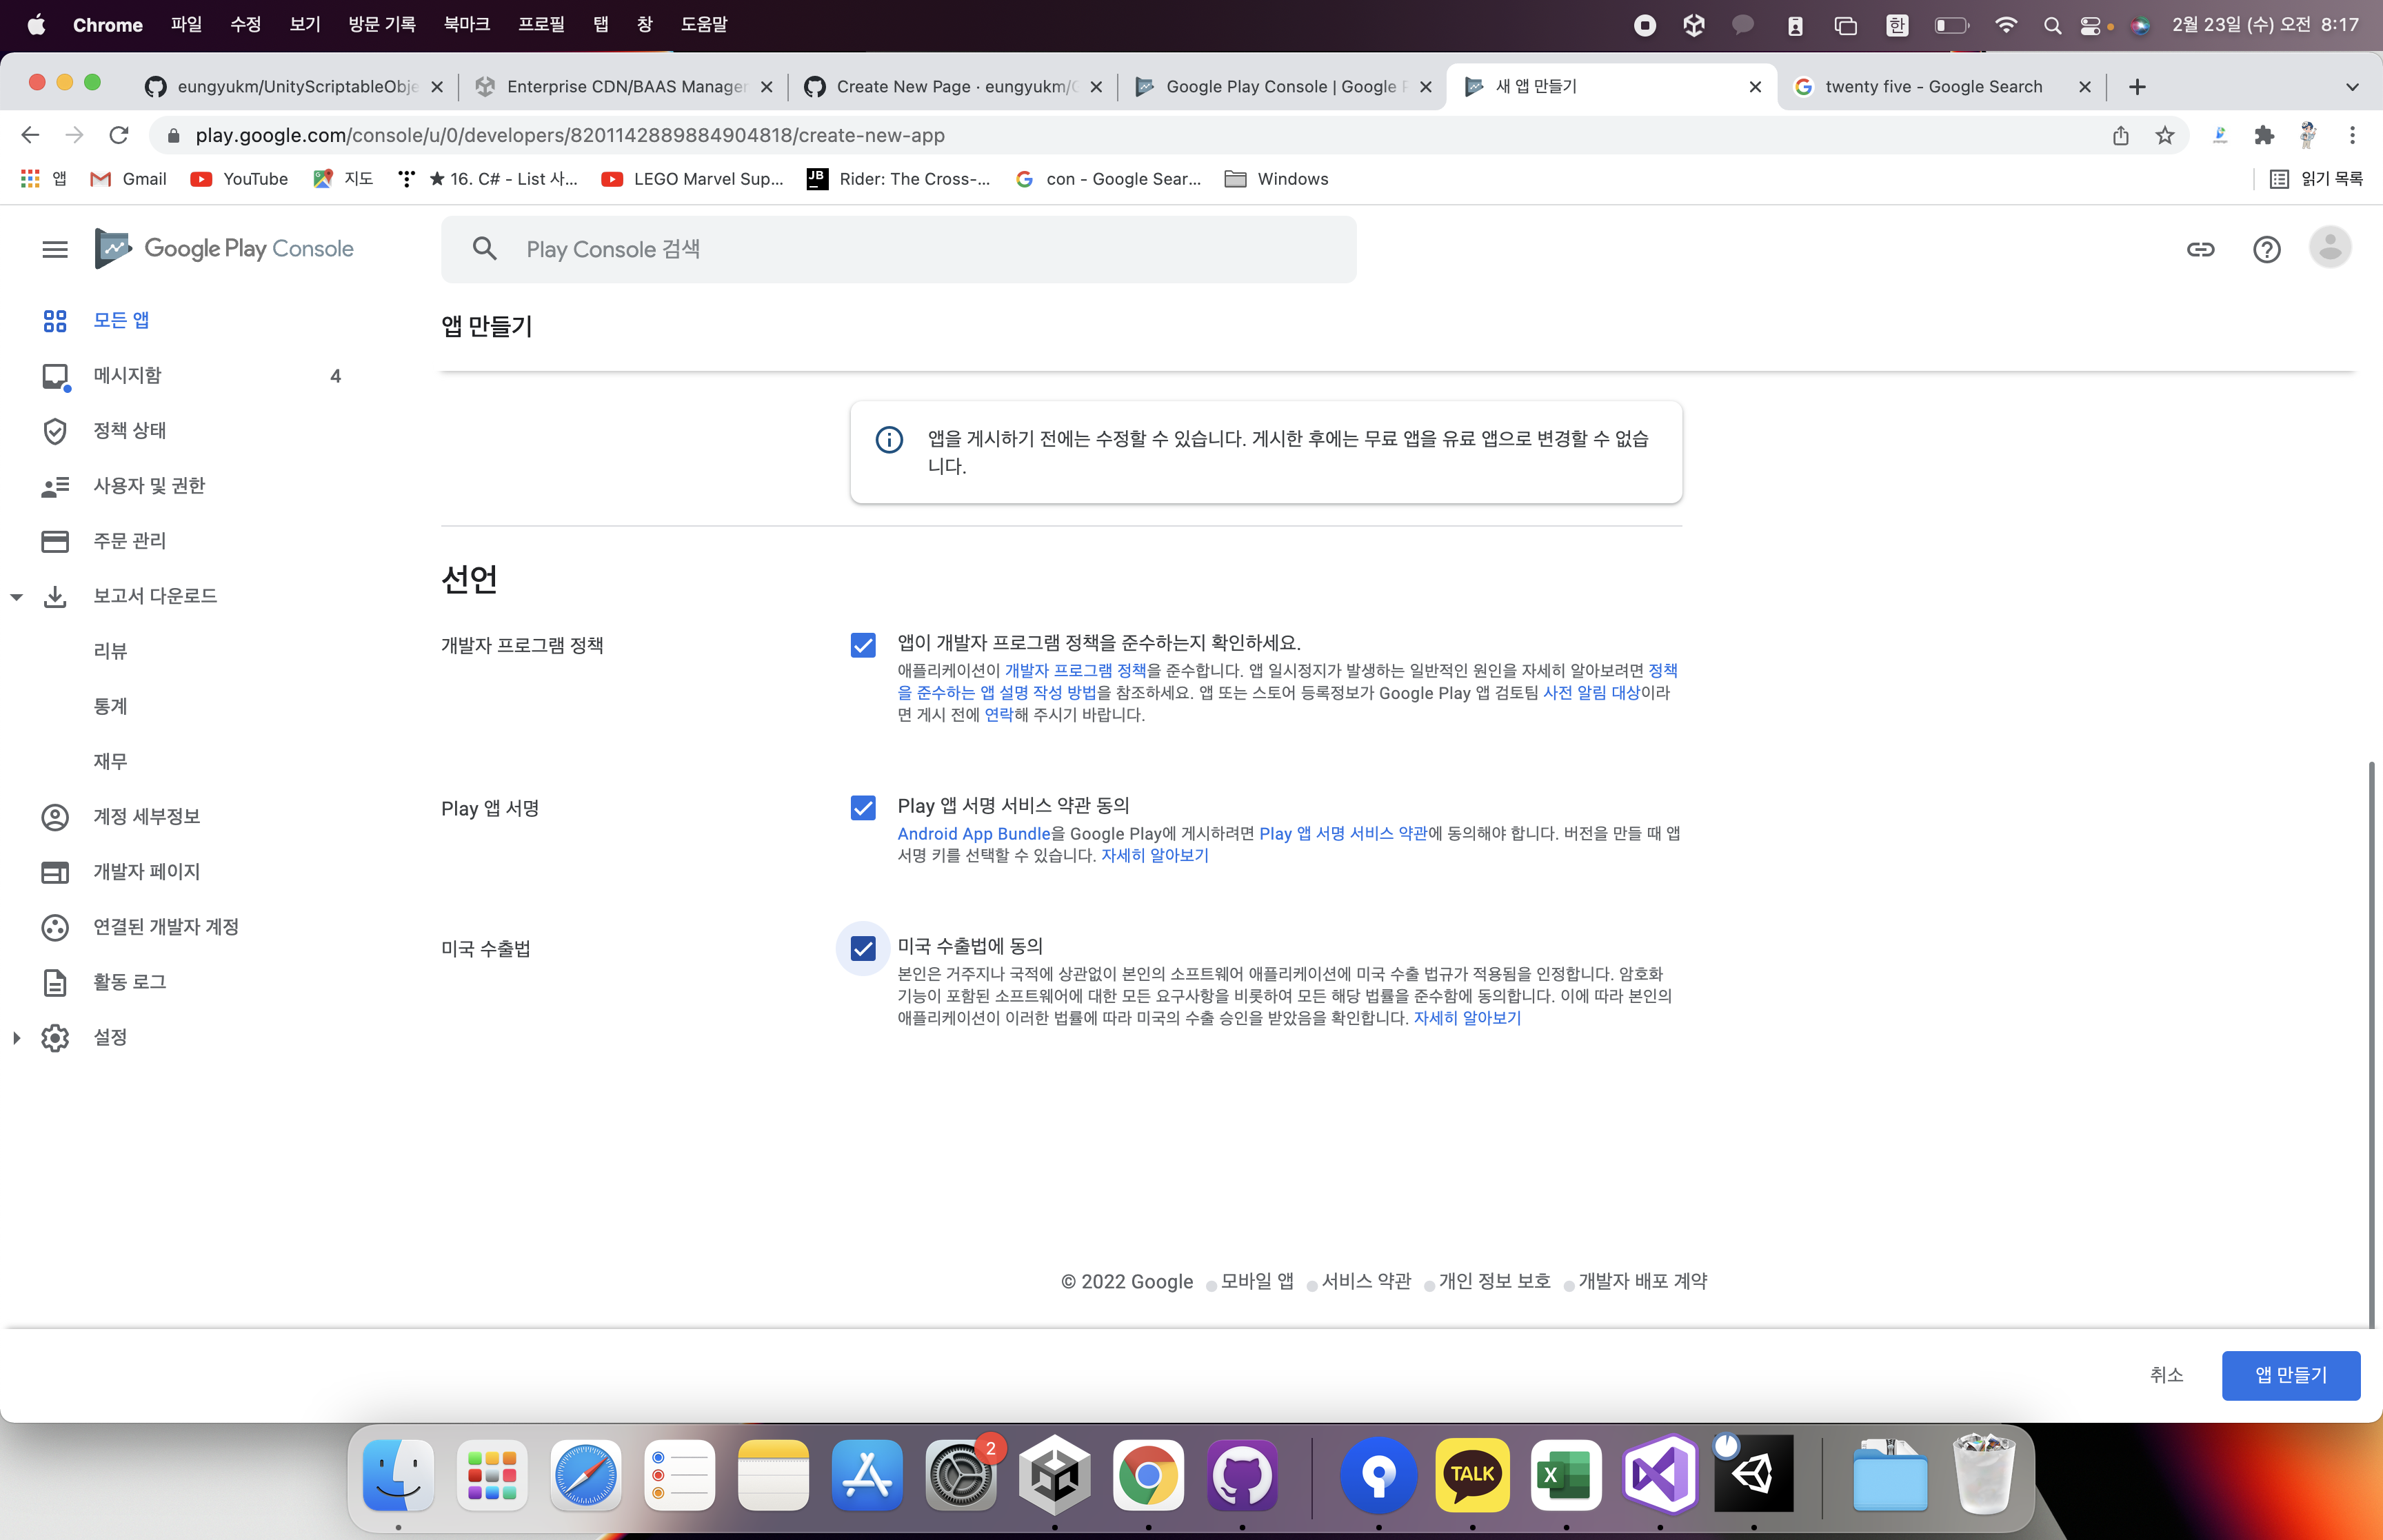 Chrome 파일 수정 보기 방문 기록 북마크 프로필 탭 창 도움말 한 2월 23일 (수) 오전 8:17
eungyukm/UnityScriptableObje Enterprise CDN/BAAS Manager Create New Page · eungyukm/ Google Play Console | Google 새 앱 만들기 twenty five - Google Search
play.google.com/console/u/0/developers/8201142889884904818/create-new-app
앱 Gmail YouTube 지도 ★ 16. C# - List 사... LEGO Marvel Sup... JB Rider: The Cross-... con - Google Sear... Windows 읽기 목록
Google Play Console Play Console 검색
모든 앱
메시지함 4
정책 상태
사용자 및 권한
주문 관리
보고서 다운로드
리뷰
통계
재무
계정 세부정보
개발자 페이지
연결된 개발자 계정
활동 로그
설정
앱 만들기
앱을 게시하기 전에는 수정할 수 있습니다. 게시한 후에는 무료 앱을 유료 앱으로 변경할 수 없습
니다.
선언
개발자 프로그램 정책
앱이 개발자 프로그램 정책을 준수하는지 확인하세요.
애플리케이션이 개발자 프로그램 정책을 준수합니다. 앱 일시정지가 발생하는 일반적인 원인을 자세히 알아보려면 정책
을 준수하는 앱 설명 작성 방법을 참조하세요. 앱 또는 스토어 등록정보가 Google Play 앱 검토팀 사전 알림 대상이라
면 게시 전에 연락해 주시기 바랍니다.
Play 앱 서명
Play 앱 서명 서비스 약관 동의
Android App Bundle을 Google Play에 게시하려면 Play 앱 서명 서비스 약관에 동의해야 합니다. 버전을 만들 때 앱
서명 키를 선택할 수 있습니다. 자세히 알아보기
미국 수출법
미국 수출법에 동의
본인은 거주지나 국적에 상관없이 본인의 소프트웨어 애플리케이션에 미국 수출 법규가 적용됨을 인정합니다. 암호화
기능이 포함된 소프트웨어에 대한 모든 요구사항을 비롯하여 모든 해당 법률을 준수함에 동의합니다. 이에 따라 본인의
애플리케이션이 이러한 법률에 따라 미국의 수출 승인을 받았음을 확인합니다. 자세히 알아보기
© 2022 Google 모바일 앱 서비스 약관 개인 정보 보호 개발자 배포 계약
취소 앱 만들기
2 TALK X